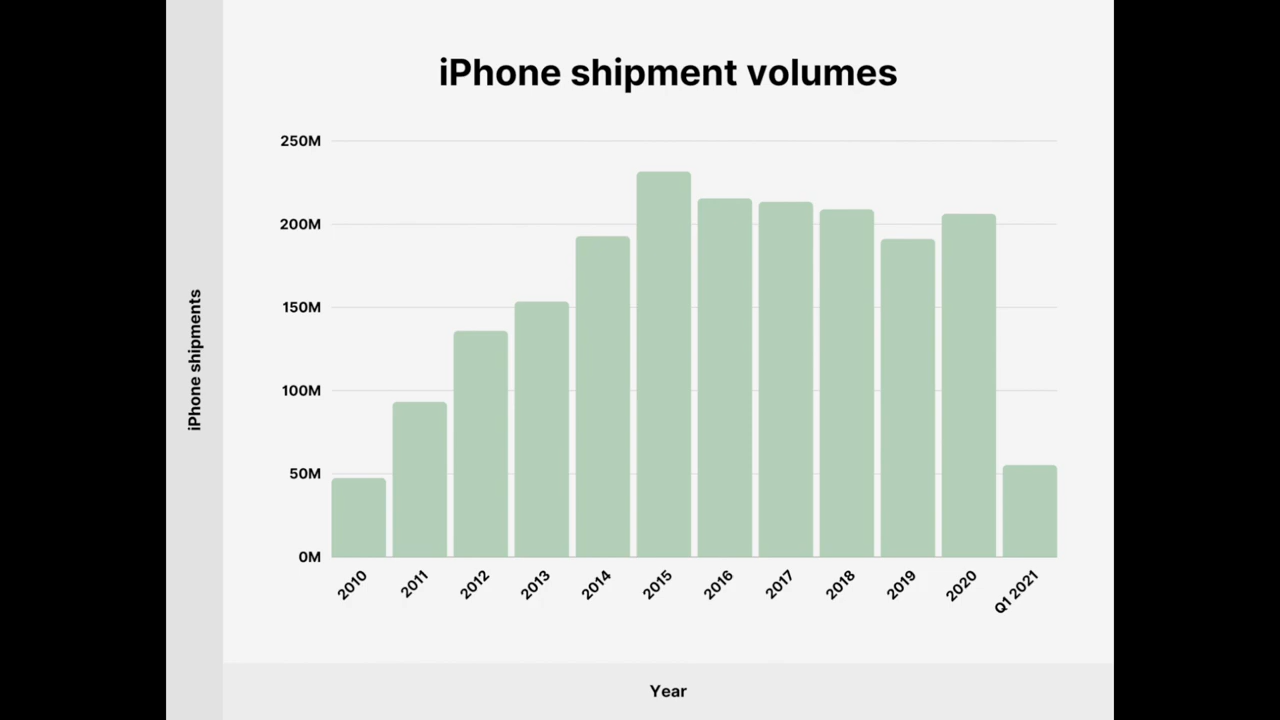 iPhone shipment volumes
iPhone shipments
250M
200M
150M
100M
50M
0M
2010
2011
2012
2013
2014
2015
2016
2017
2018
2019
2020
Q1 2021
Year